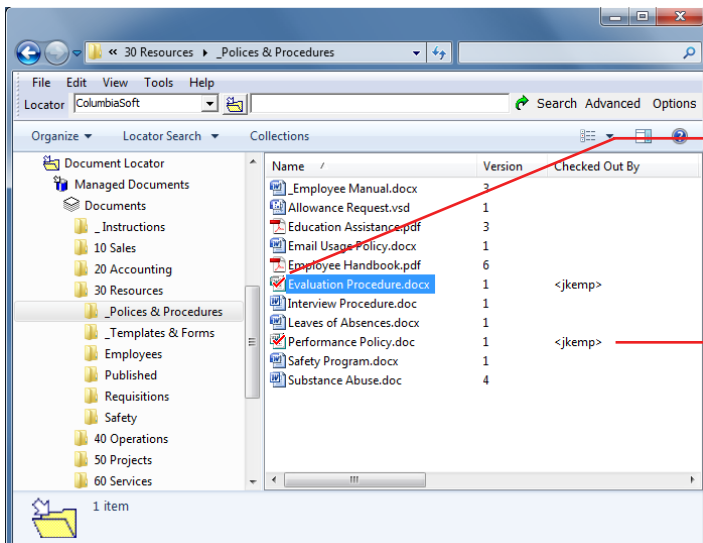 « 30 Resources ▸ _Polices & Procedures
File Edit View Tools Help
Locator ColumbiaSoft Search Advanced Options
Organize Locator Search Collections
Document Locator
Managed Documents
Documents
_Instructions
10 Sales
20 Accounting
30 Resources
_Polices & Procedures
_Templates & Forms
Employees
Published
Requisitions
Safety
40 Operations
50 Projects
60 Services
Name Version Checked Out By
_Employee Manual.docx 3
Allowance Request.vsd 1
Education Assistance.pdf 3
Email Usage Policy.docx 1
Employee Handbook.pdf 6
Evaluation Procedure.docx 1 <jkemp>
Interview Procedure.doc 1
Leaves of Absences.docx 1
Performance Policy.doc 1 <jkemp>
Safety Program.docx 1
Substance Abuse.doc 4
1 item